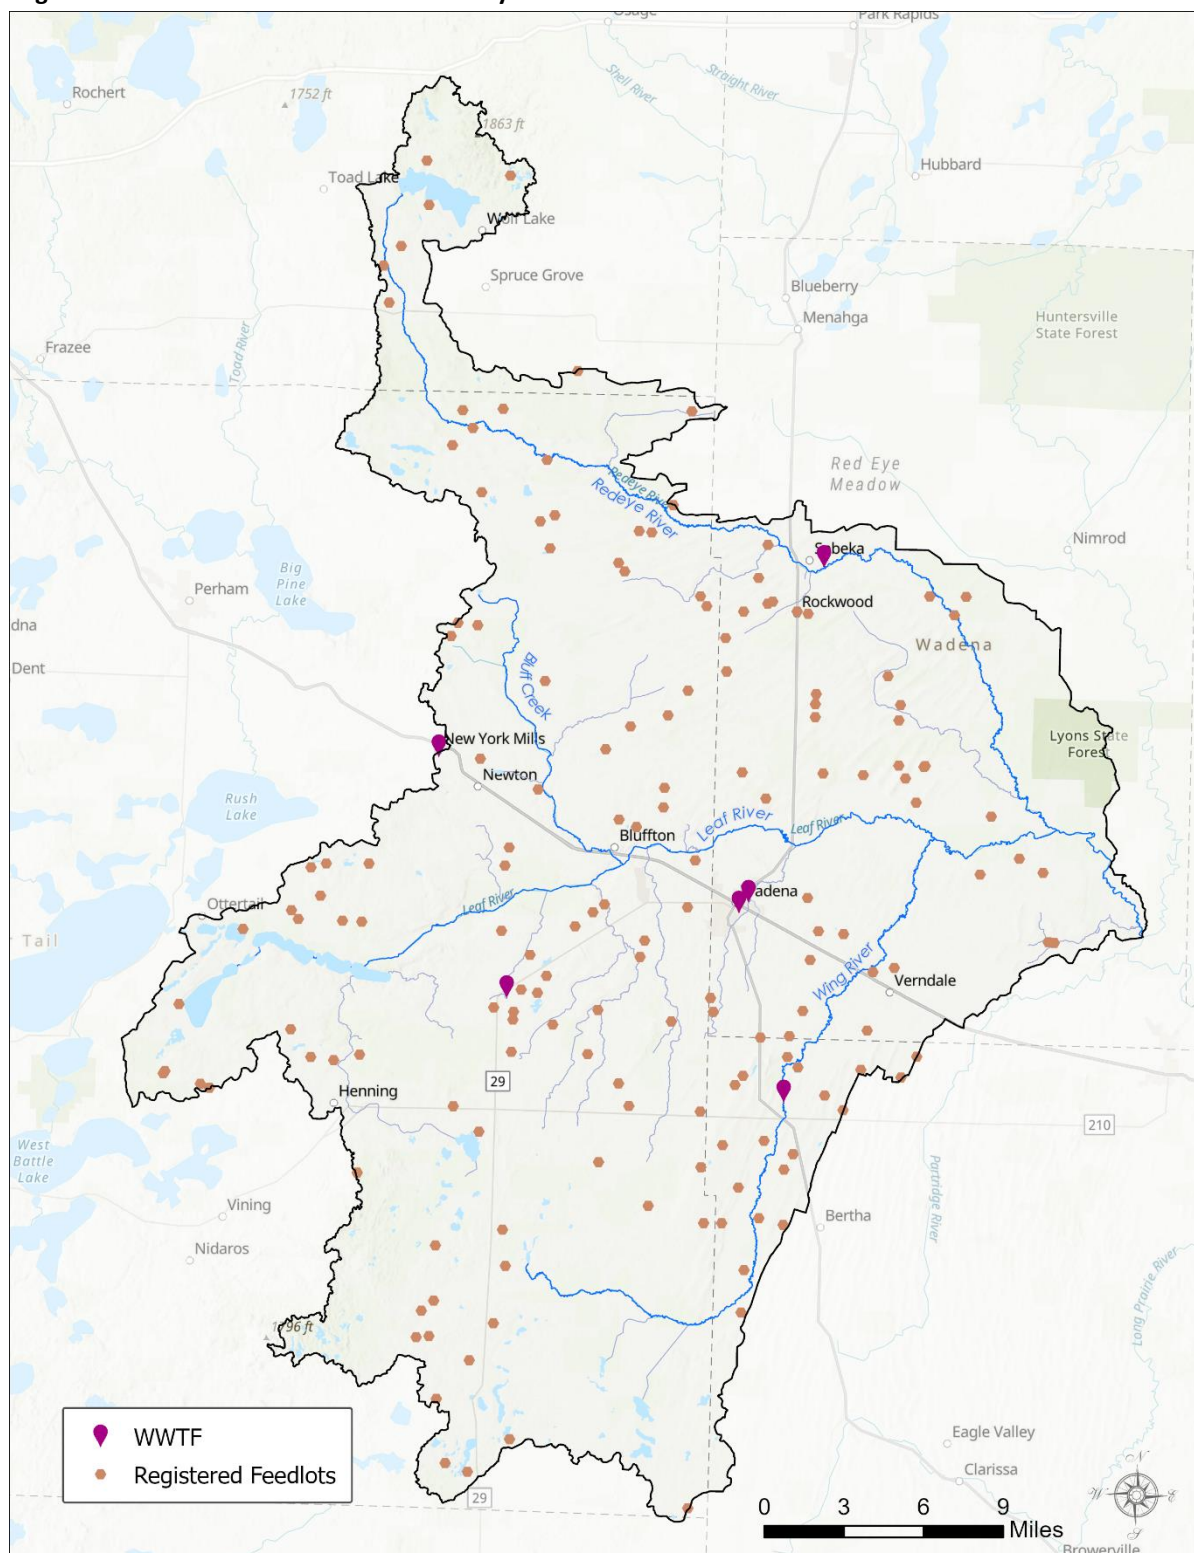 Osage
Park Rapids
Straight River
Shell River
1752 ft
Rochert
1863 ft
Hubbard
Toad Lake
Wolf Lake
Spruce Grove
Blueberry
Huntersville
State Forest
Menahga
Toad River
Frazee
Red Eye
Meadow
Redeye River
Redeye River
Nimrod
Sebeka
Big
Pine
Lake
Perham
Rockwood
Wadena
Dent
Bluff Creek
Lyons State
Forest
New York Mills
Newton
Rush
Lake
Leaf River
Leaf River
Bluffton
Wadena
Leaf River
Ottertail
Tail
Wing River
Verndale
29
Henning
210
West
Battle
Lake
Partridge River
Vining
Bertha
Nidaros
Long Prairie River
1796 ft
WWTF
Registered Feedlots
Eagle Valley
Clarissa
29
N
W E
S
0 3 6 9
Miles
Browerville